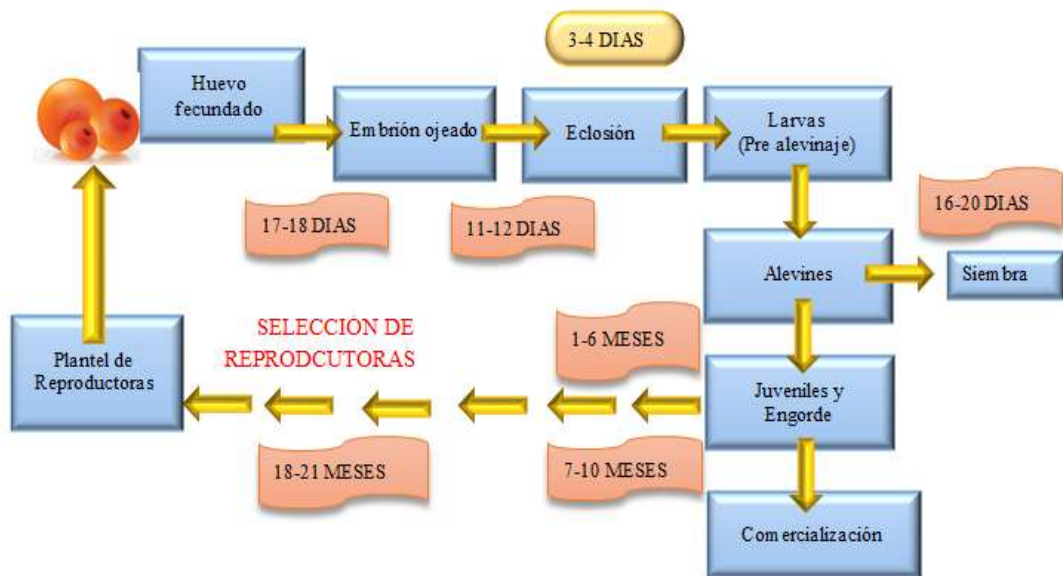 3-4 DIAS
Huevo
fecundado
Embrión ojeado
Eclosión
Larvas
(Pre alevinaje)
17-18 DIAS
11-12 DIAS
16-20 DIAS
Alevines
Siembra
SELECCIÓN DE
REPRODCUTORAS
1-6 MESES
Plantel de
Reproductoras
Juveniles y
Engorde
18-21 MESES
7-10 MESES
Comercialización